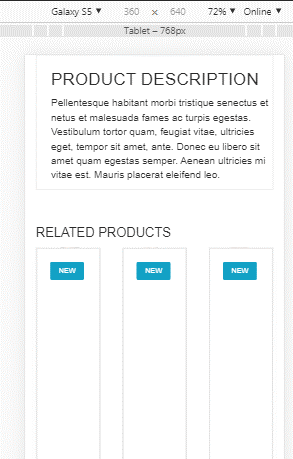 Galaxy S5 ▼ 360 × 640 72% ▼ Online ▼
Tablet – 768px
PRODUCT DESCRIPTION
Pellentesque habitant morbi tristique senectus et
netus et malesuada fames ac turpis egestas.
Vestibulum tortor quam, feugiat vitae, ultricies
eget, tempor sit amet, ante. Donec eu libero sit
amet quam egestas semper. Aenean ultricies mi
vitae est. Mauris placerat eleifend leo.
RELATED PRODUCTS
NEW NEW NEW